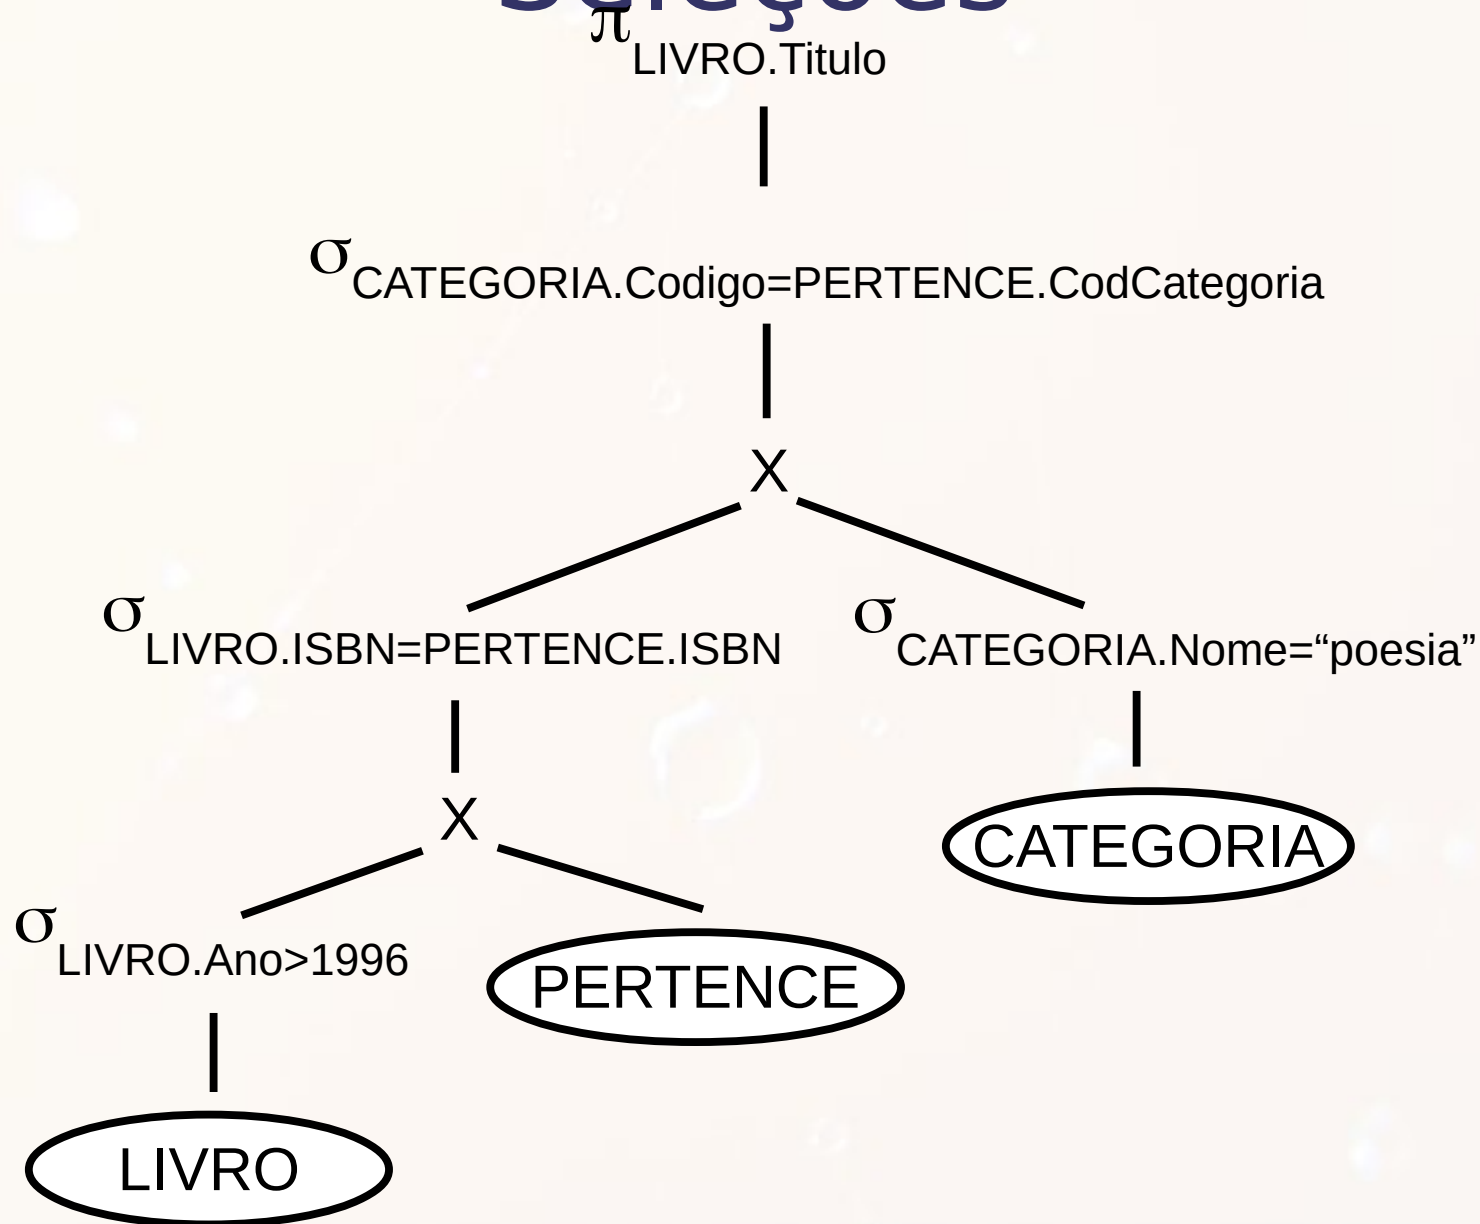 Seleções
π LIVRO.Titulo
σ CATEGORIA.Codigo=PERTENCE.CodCategoria
X
σ LIVRO.ISBN=PERTENCE.ISBN
σ CATEGORIA.Nome=“poesia”
X
CATEGORIA
σ LIVRO.Ano>1996
PERTENCE
LIVRO